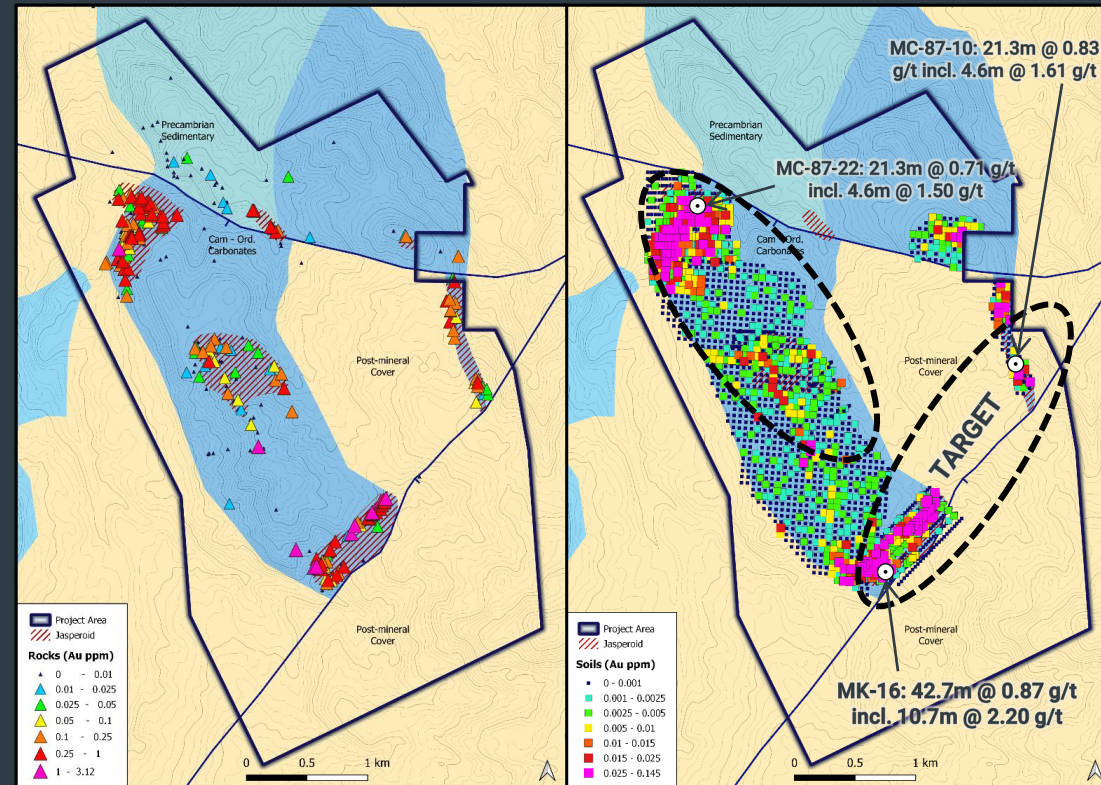 Precambrian
Sedimentary
Cam - Ord.
Carbonates
Post-mineral
Cover
Post-mineral
Cover
Project Area
Jasperoid
Rocks (Au ppm)
0 - 0.01
0.01 - 0.025
0.025 - 0.05
0.05 - 0.1
0.1 - 0.25
0.25 - 1
1 - 3.12
0 0.5 1 km
MC-87-10: 21.3m @ 0.83
g/t incl. 4.6m @ 1.61 g/t
Precambrian
Sedimentary
MC-87-22: 21.3m @ 0.71 g/t
incl. 4.6m @ 1.50 g/t
Cam - Ord.
Carbonates
Post-mineral
Cover
TARGET
Post-mineral
Cover
MK-16: 42.7m @ 0.87 g/t
incl. 10.7m @ 2.20 g/t
Project Area
Jasperoid
Soils (Au ppm)
0 - 0.001
0.001 - 0.0025
0.0025 - 0.005
0.005 - 0.01
0.01 - 0.015
0.015 - 0.025
0.025 - 0.145
0 0.5 1 km